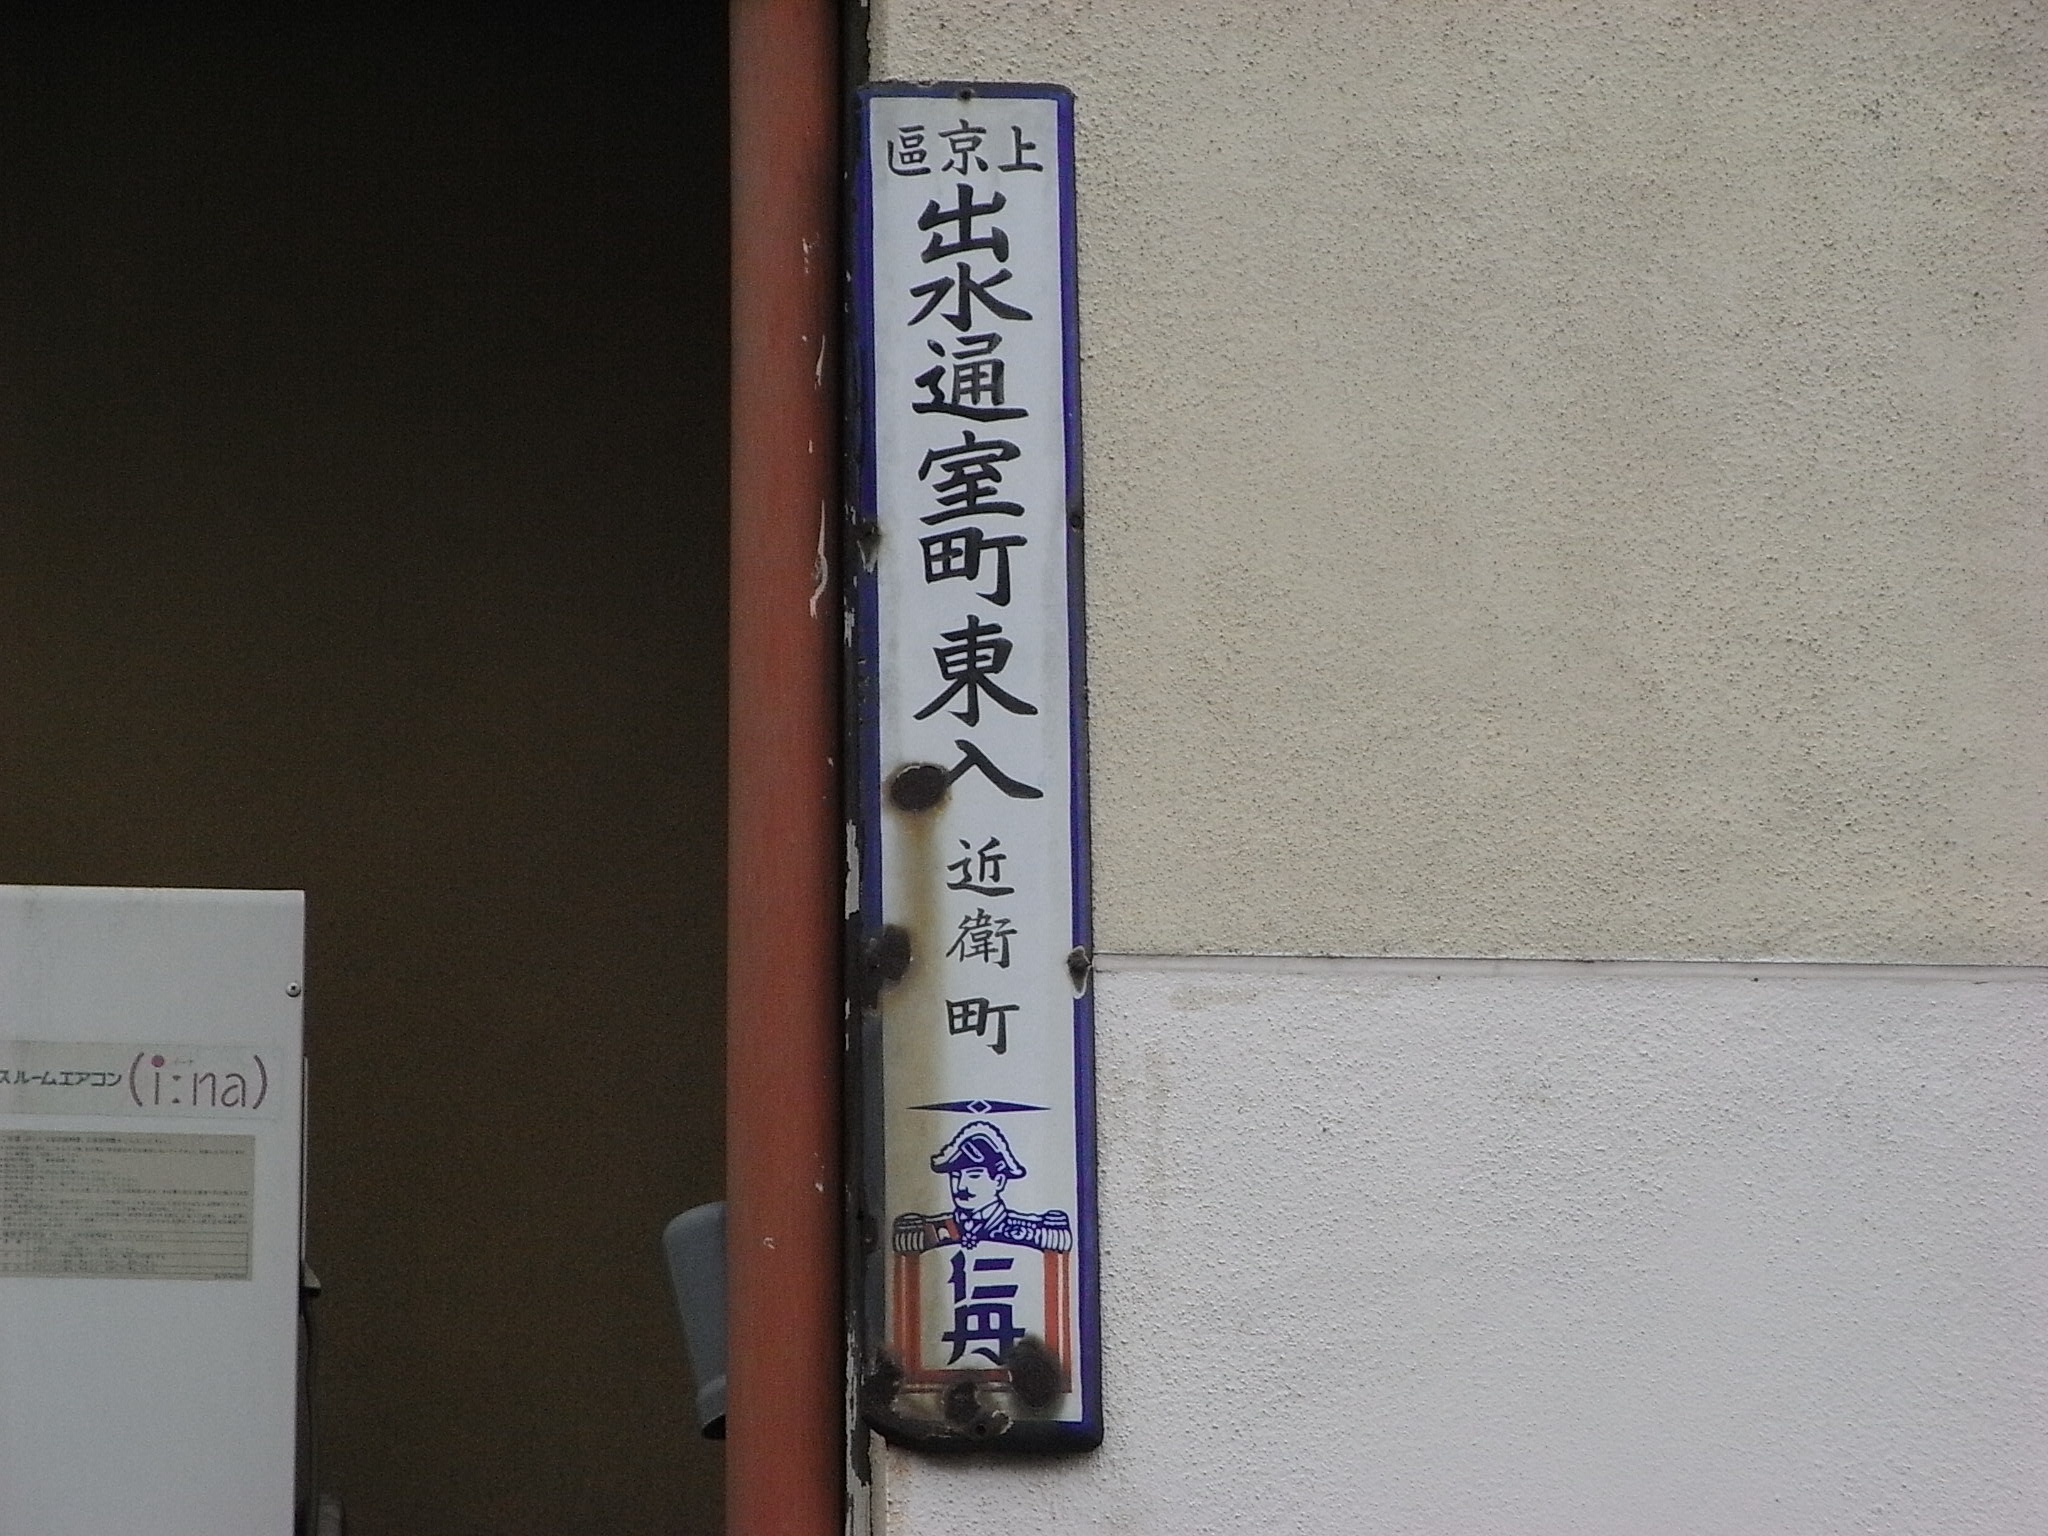 上京區
出水通室町東入
近衛町
仁丹
スルームエアコン(i:na)